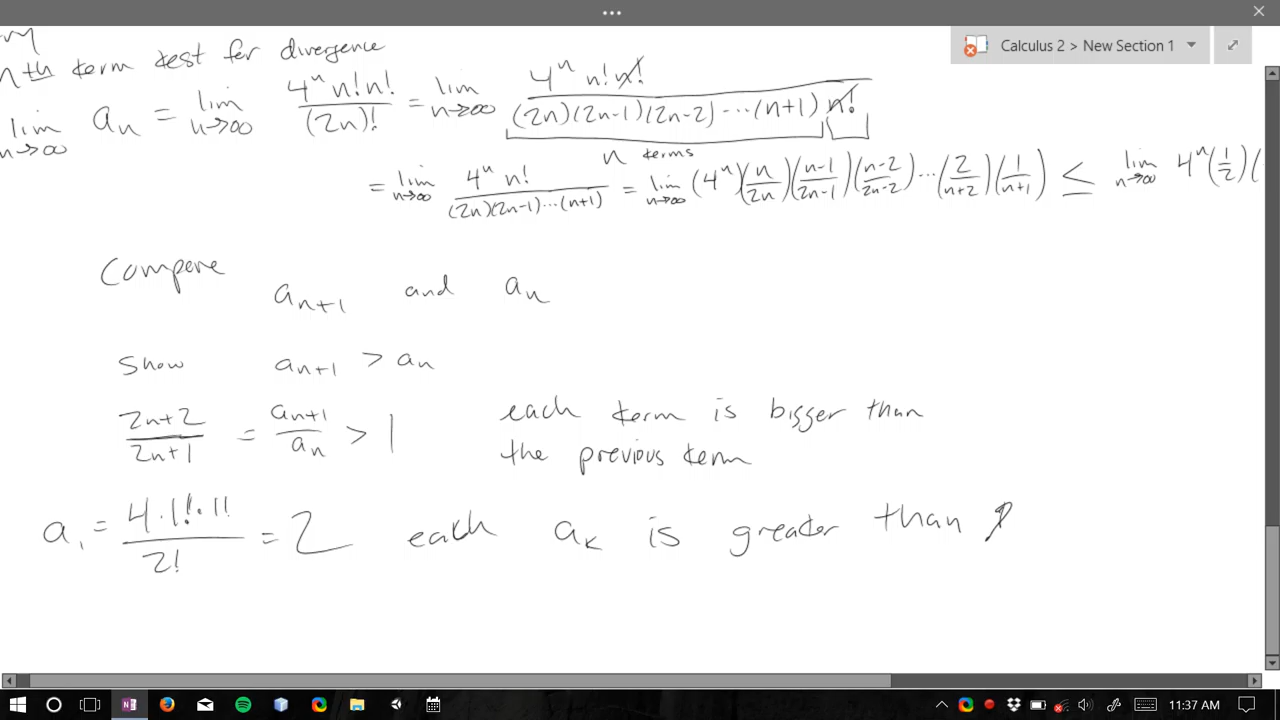 Calculus 2 > New Section 1
nth term test for divergence
lim n→∞ aₙ = lim n→∞ 4ⁿ n! n! / (2n)! = lim n→∞ 4ⁿ n! n! / (2n)(2n-1)(2n-2)···(n+1) n!
n terms
= lim n→∞ 4ⁿ n! / (2n)(2n-1)···(n+1) = lim n→∞ (4ⁿ)(n/2n)(n-1/2n-1)(n-2/2n-2)···(2/n+2)(1/n+1) ≤ lim n→∞ 4ⁿ(1/2)(
Compare
aₙ₊₁ and aₙ
Show aₙ₊₁ > aₙ
2n+2 / 2n+1 = aₙ₊₁ / aₙ > 1 each term is bigger than
the previous term
a₁ = 4·1!·1! / 2! = 2 each aₖ is greater than
11:37 AM